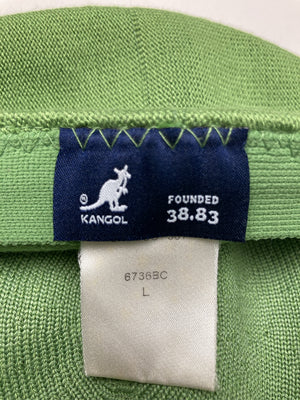 KANGOL
FOUNDED
38.83
6736BC
L